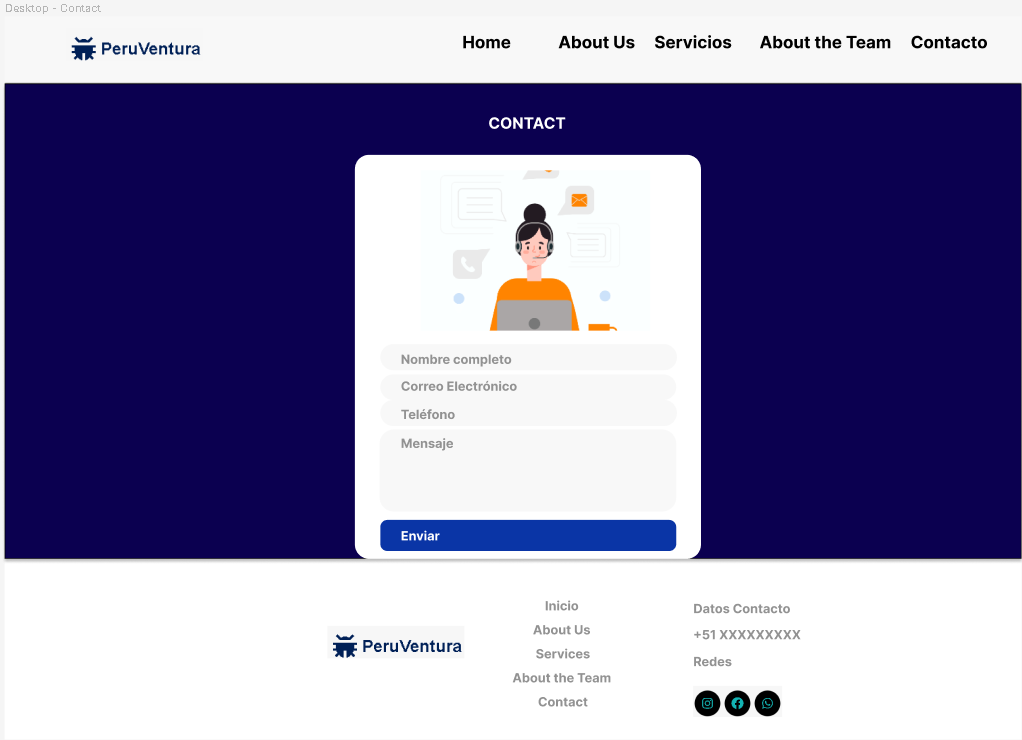 Desktop - Contact
PeruVentura
Home About Us Servicios About the Team Contacto
CONTACT
Nombre completo
Correo Electrónico
Teléfono
Mensaje
Enviar
PeruVentura
Inicio
About Us
Services
About the Team
Contact
Datos Contacto
+51 XXXXXXXXX
Redes